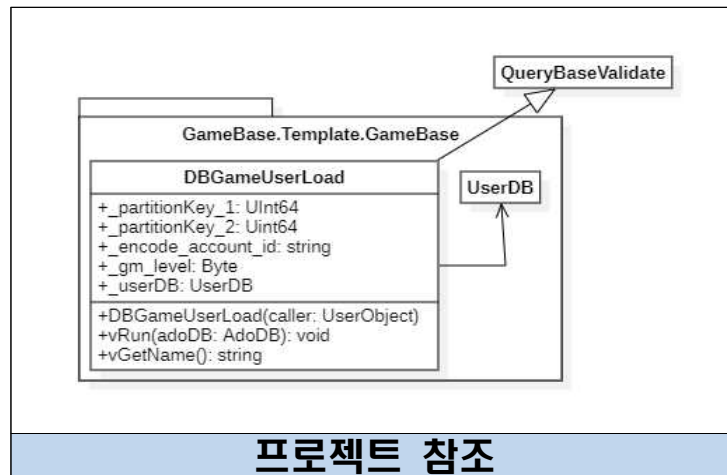 QueryBaseValidate
GameBase.Template.GameBase
DBGameUserLoad
UserDB
+_partitionKey_1: UInt64
+_partitionKey_2: Uint64
+_encode_account_id: string
+_gm_level: Byte
+_userDB: UserDB
+DBGameUserLoad(caller: UserObject)
+vRun(adoDB: AdoDB): void
+vGetName(): string
프로젝트 참조